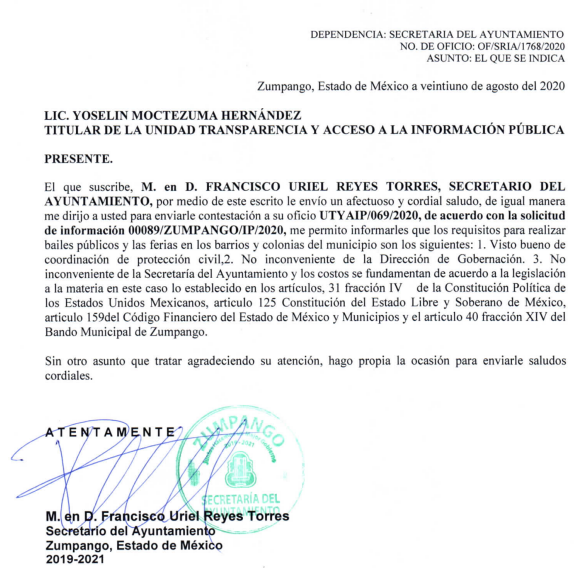 DEPENDENCIA: SECRETARIA DEL AYUNTAMIENTO
NO. DE OFICIO: OF/SRIA/1768/2020
ASUNTO: EL QUE SE INDICA
Zumpango, Estado de México a veintiuno de agosto del 2020
LIC. YOSELIN MOCTEZUMA HERNÁNDEZ
TITULAR DE LA UNIDAD TRANSPARENCIA Y ACCESO A LA INFORMACIÓN PÚBLICA
PRESENTE.
El que suscribe, M. en D. FRANCISCO URIEL REYES TORRES, SECRETARIO DEL
AYUNTAMIENTO, por medio de este escrito le envío un afectuoso y cordial saludo, de igual manera
me dirijo a usted para enviarle contestación a su oficio UTYAIP/069/2020, de acuerdo con la solicitud
de información 00089/ZUMPANGO/IP/2020, me permito informarles que los requisitos para realizar
bailes públicos y las ferias en los barrios y colonias del municipio son los siguientes: 1. Visto bueno de
coordinación de protección civil,2. No inconveniente de la Dirección de Gobernación. 3. No
inconveniente de la Secretaría del Ayuntamiento y los costos se fundamentan de acuerdo a la legislación
a la materia en este caso lo establecido en los artículos, 31 fracción IV de la Constitución Política de
los Estados Unidos Mexicanos, articulo 125 Constitución del Estado Libre y Soberano de México,
articulo 159del Código Financiero del Estado de México y Municipios y el articulo 40 fracción XIV del
Bando Municipal de Zumpango.
Sin otro asunto que tratar agradeciendo su atención, hago propia la ocasión para enviarle saludos
cordiales.
ATENTAMENTE
ZUMPANGO
2019-2021
SECRETARÍA DEL
AYUNTAMIENTO
M. en D. Francisco Uriel Reyes Torres
Secretario del Ayuntamiento
Zumpango, Estado de México
2019-2021